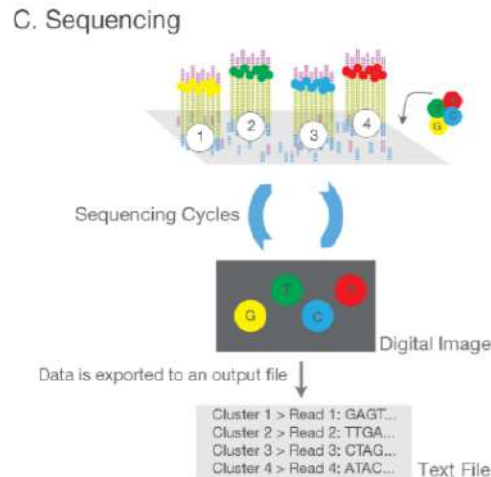 C. Sequencing
1
2
3
4
G
Sequencing Cycles
T
G
C
Digital Image
Data is exported to an output file
Cluster 1 > Read 1: GAGT...
Cluster 2 > Read 2: TTGA...
Cluster 3 > Read 3: CTAG...
Cluster 4 > Read 4: ATAC...
Text File